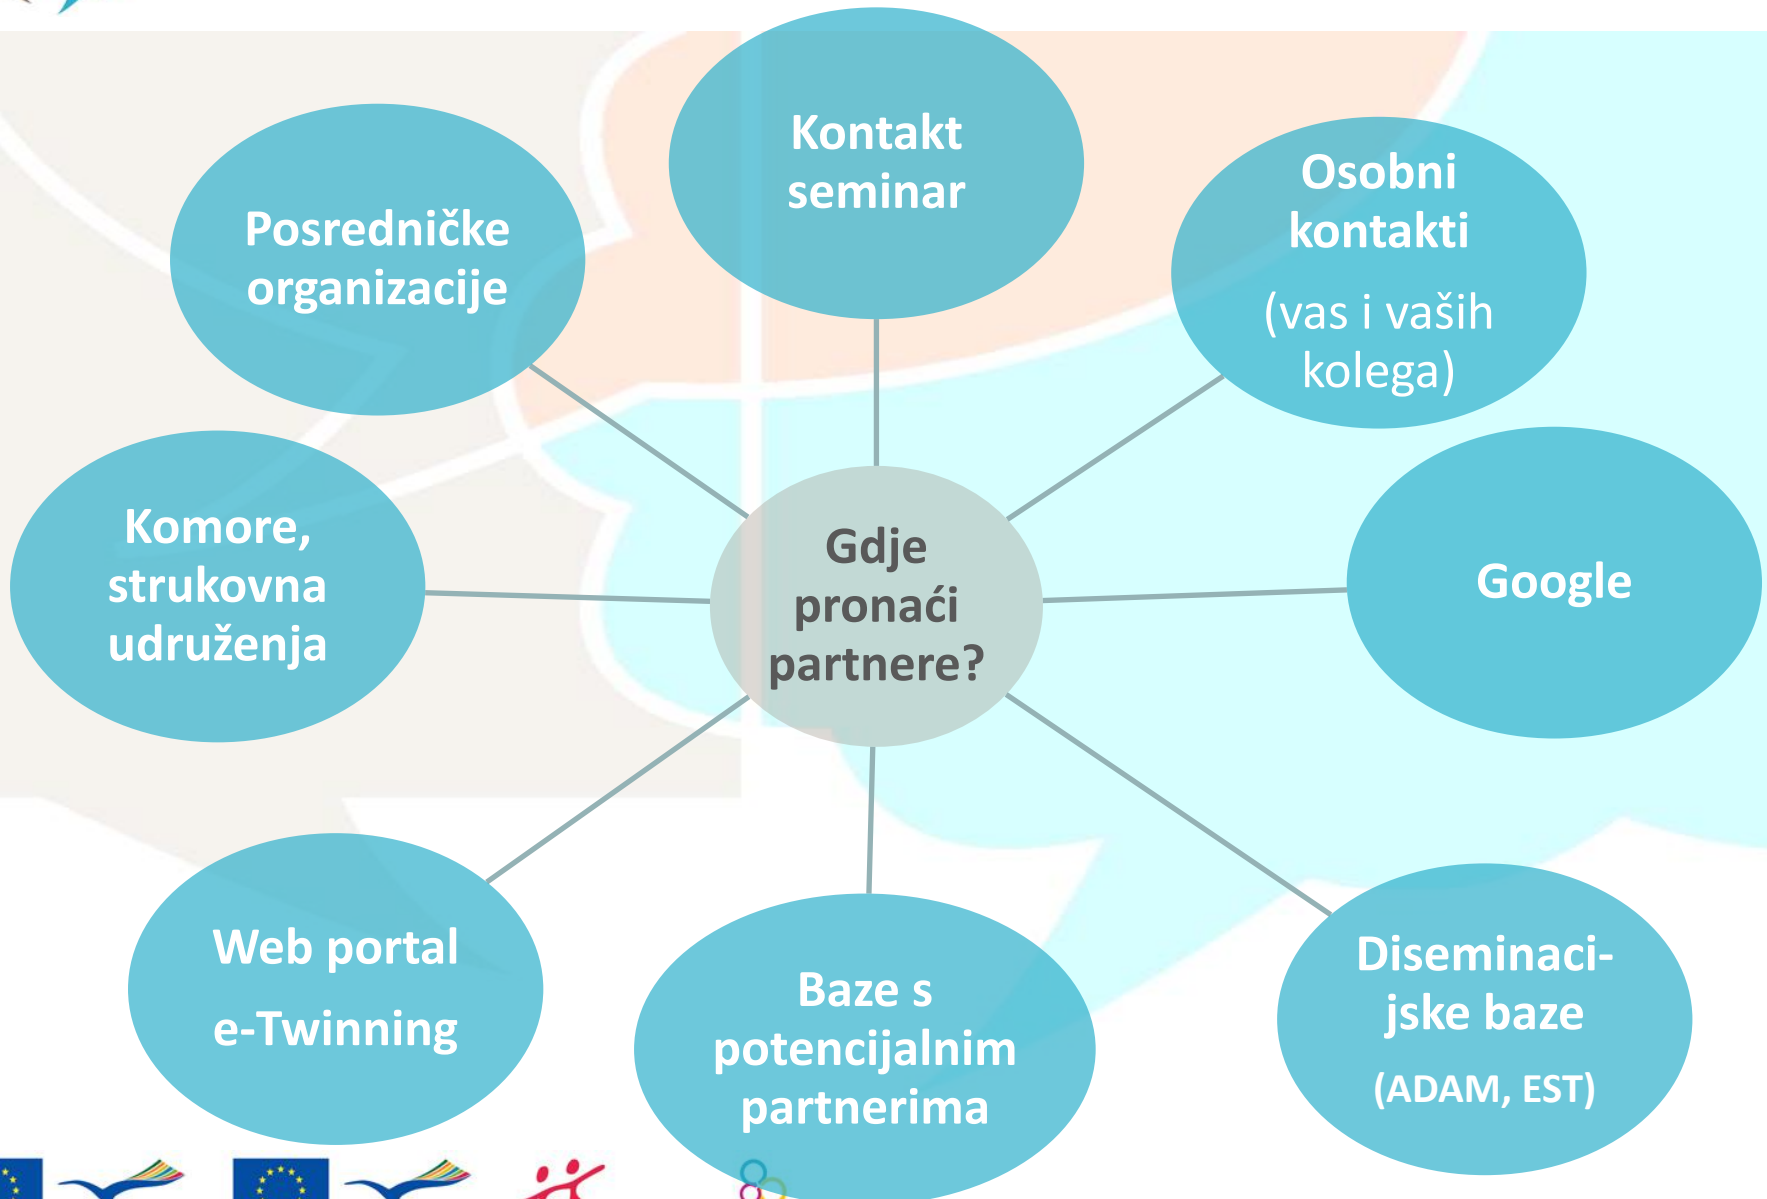 Kontakt
seminar
Osobni
kontakti
(vas i vaših
kolega)
Google
Diseminaci-
jske baze
(ADAM, EST)
Baze s
potencijalnim
partnerima
Web portal
e-Twinning
Komore,
strukovna
udruženja
Posredničke
organizacije
Gdje
pronaći
partnere?